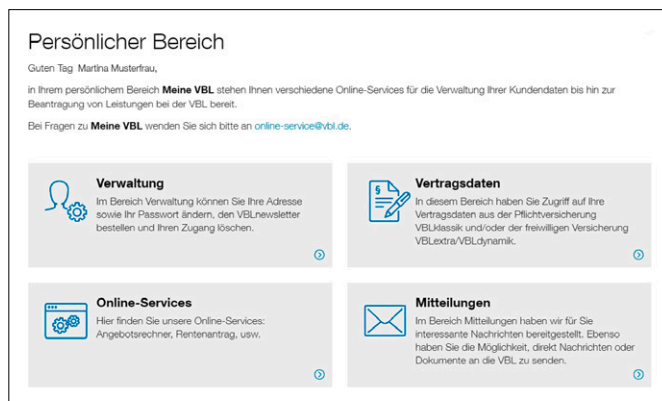 Persönlicher Bereich
Guten Tag Martina Musterfrau,
in Ihrem persönlichem Bereich Meine VBL stehen Ihnen verschiedene Online-Services für die Verwaltung Ihrer Kundendaten bis hin zur
Beantragung von Leistungen bei der VBL bereit.
Bei Fragen zu Meine VBL wenden Sie sich bitte an online-service@vbl.de.
Verwaltung
Im Bereich Verwaltung können Sie Ihre Adresse
sowie Ihr Passwort ändern, den VBLnewsletter
bestellen und Ihren Zugang löschen.
§
Vertragsdaten
In diesem Bereich haben Sie Zugriff auf Ihre
Vertragsdaten aus der Pflichtversicherung
VBLklassik und/oder der freiwilligen Versicherung
VBLextra/VBLdynamik.
Online-Services
Hier finden Sie unsere Online-Services:
Angebotsrechner, Rentenantrag, usw.
Mitteilungen
Im Bereich Mitteilungen haben wir für Sie
interessante Nachrichten bereitgestellt. Ebenso
haben Sie die Möglichkeit, direkt Nachrichten oder
Dokumente an die VBL zu senden.